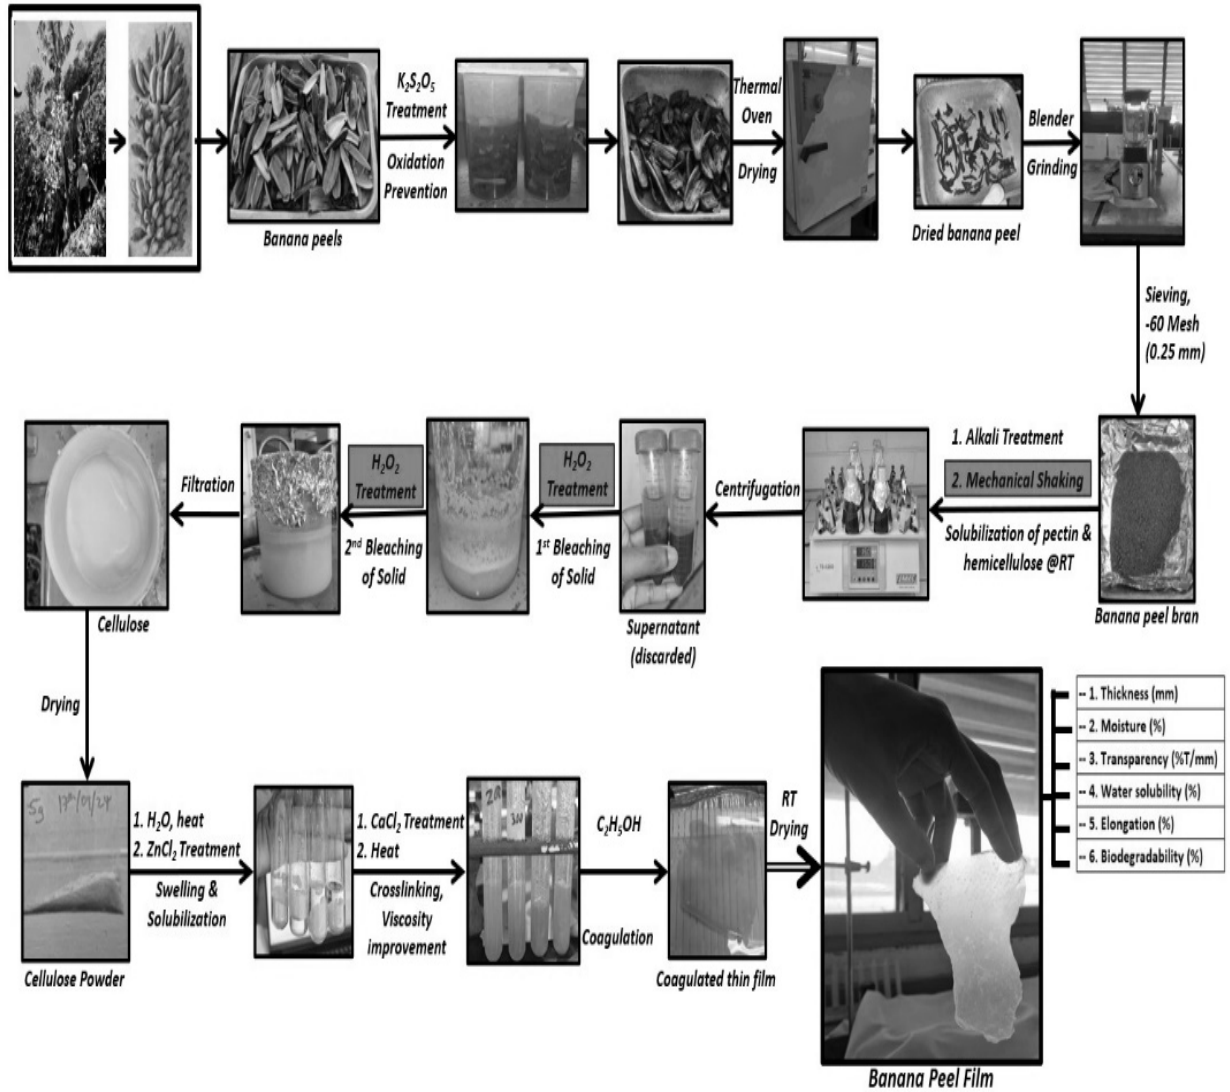 K₂S₂O₅
Treatment
Oxidation
Prevention
Banana peels
Thermal
Oven
Drying
Dried banana peel
Blender
Grinding
Sieving,
-60 Mesh
(0.25 mm)
1. Alkali Treatment
2. Mechanical Shaking
Solubilization of pectin &
hemicellulose @RT
Banana peel bran
Centrifugation
Supernatant
(discarded)
H₂O₂
Treatment
1st Bleaching
of Solid
H₂O₂
Treatment
2nd Bleaching
of Solid
Filtration
Cellulose
Drying
5g
Cellulose Powder
1. H₂O, heat
2. ZnCl₂ Treatment
Swelling &
Solubilization
1. CaCl₂ Treatment
2. Heat
Crosslinking,
Viscosity
improvement
C₂H₅OH
Coagulation
Coagulated thin film
RT
Drying
Banana Peel Film
-- 1. Thickness (mm)
-- 2. Moisture (%)
-- 3. Transparency (%T/mm)
-- 4. Water solubility (%)
-- 5. Elongation (%)
-- 6. Biodegradability (%)